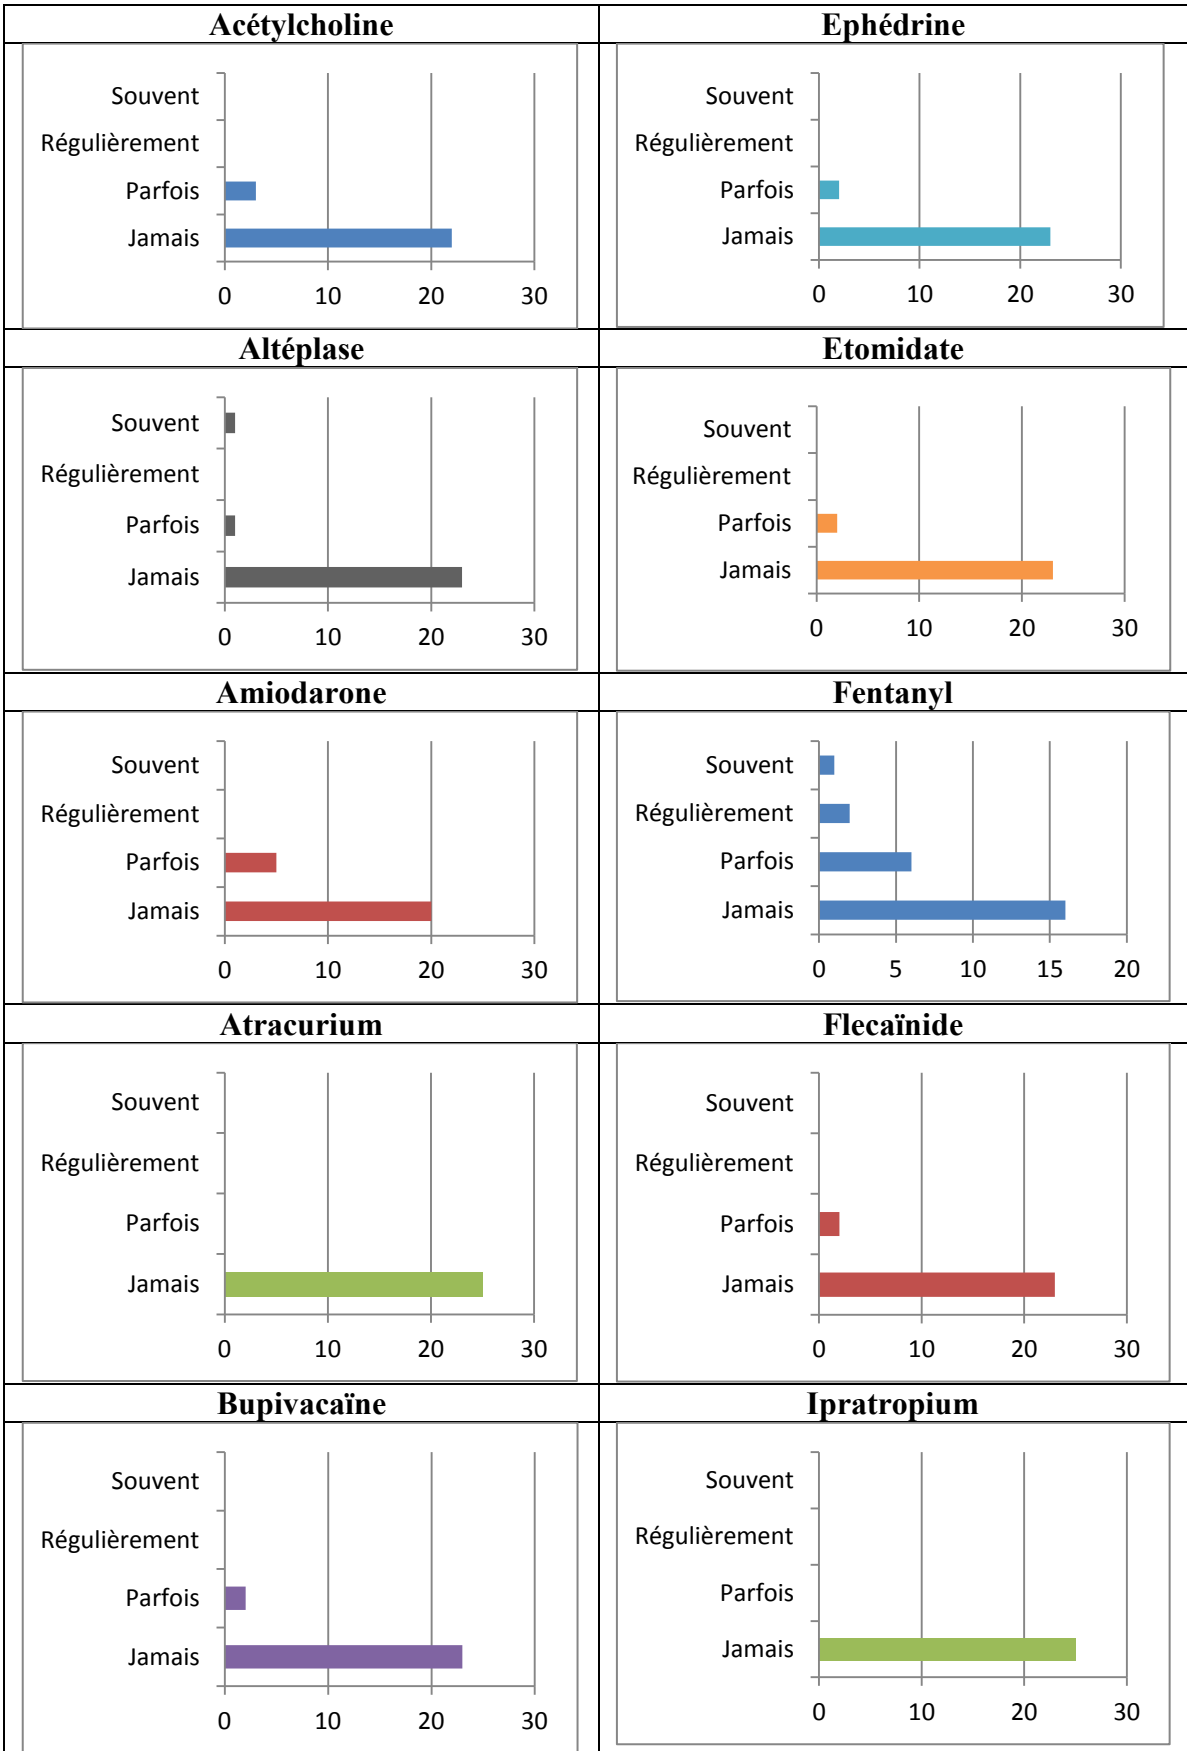 Acétylcholine
Souvent
Régulièrement
Parfois
Jamais
0 10 20 30
Ephédrine
Souvent
Régulièrement
Parfois
Jamais
0 10 20 30
Altéplase
Souvent
Régulièrement
Parfois
Jamais
0 10 20 30
Etomidate
Souvent
Régulièrement
Parfois
Jamais
0 10 20 30
Amiodarone
Souvent
Régulièrement
Parfois
Jamais
0 10 20 30
Fentanyl
Souvent
Régulièrement
Parfois
Jamais
0 5 10 15 20
Atracurium
Souvent
Régulièrement
Parfois
Jamais
0 10 20 30
Flecaïnide
Souvent
Régulièrement
Parfois
Jamais
0 10 20 30
Bupivacaïne
Souvent
Régulièrement
Parfois
Jamais
0 10 20 30
Ipratropium
Souvent
Régulièrement
Parfois
Jamais
0 10 20 30